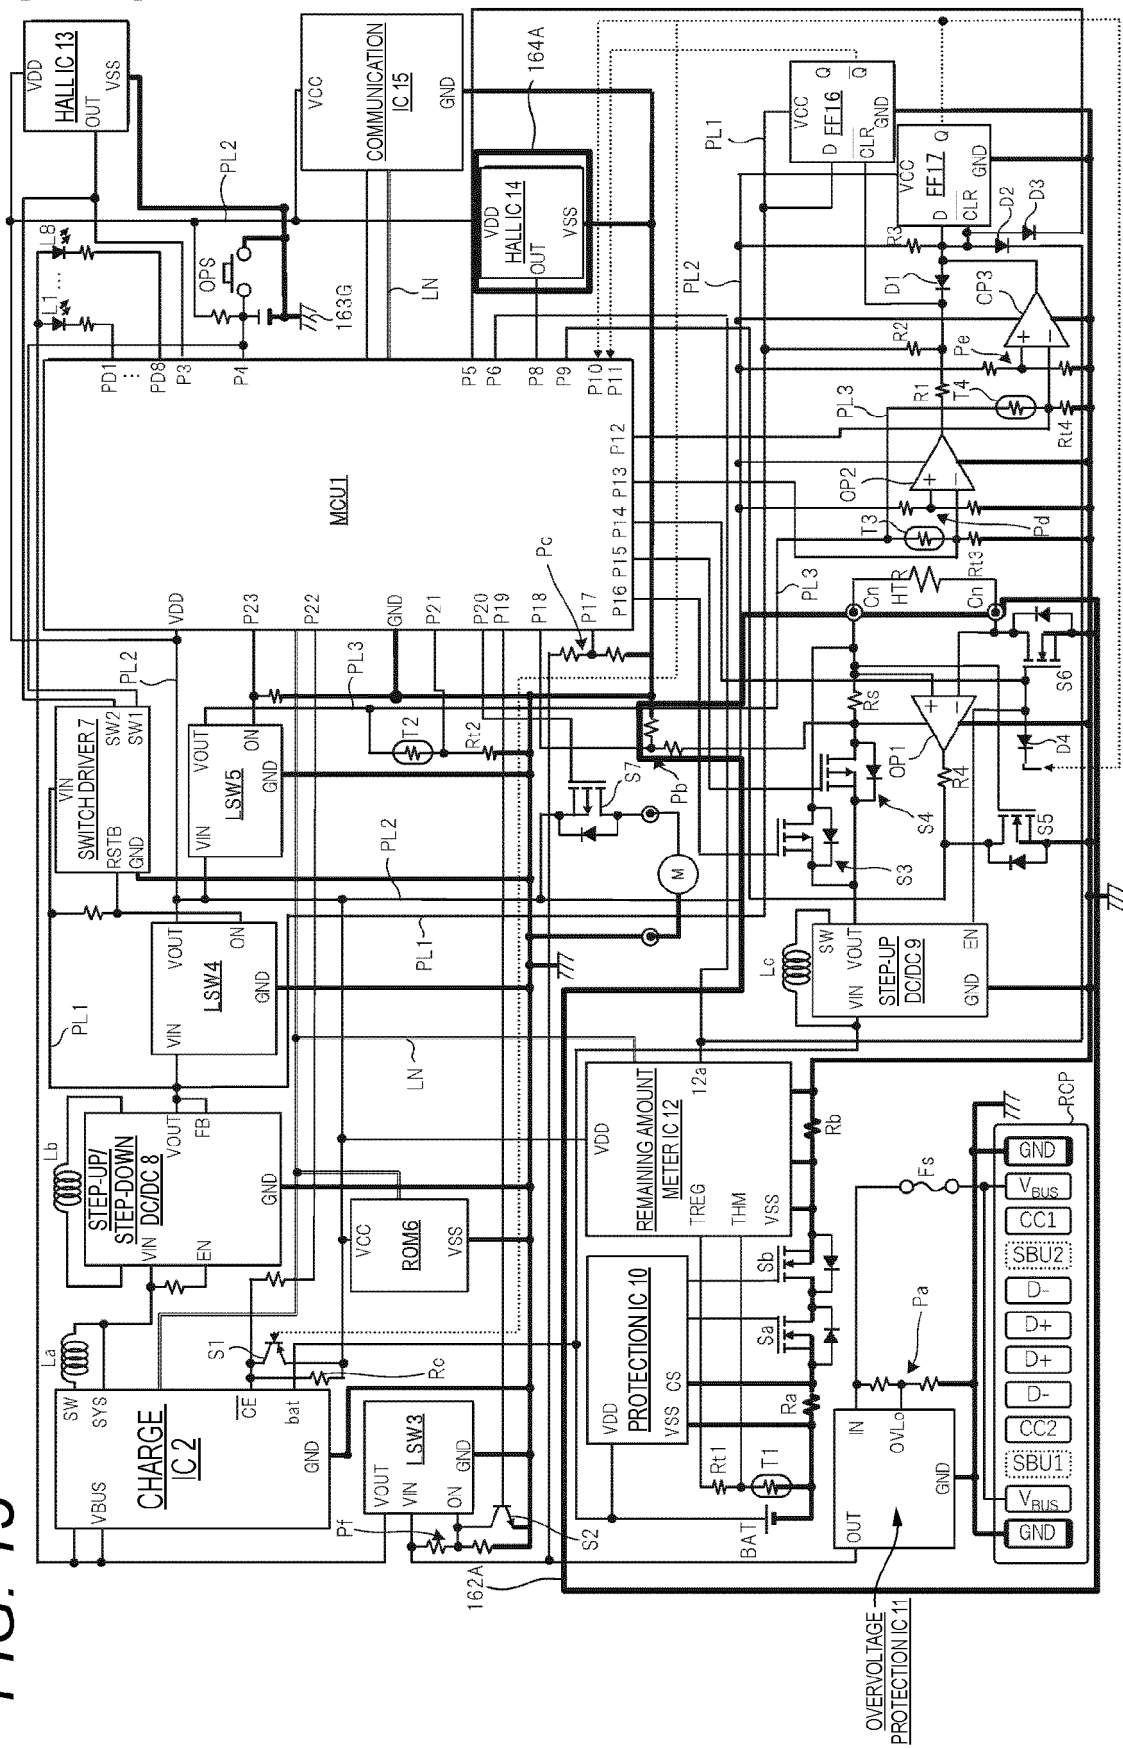 HALL IC 13
VDD
VSS
OUT
COMMUNICATION
IC 15
VCC
GND
164A
HALL IC 14
VDD
VSS
OUT
PL1
VCC
Q
D
FF16
Q
CLR
GND
VCC
Q
FF17
D
CLR
GND
D2
D3
L8
...
L1
OPS
PL2
163G
LN
PL2
R3
D1
OP3
R2
Pe
R1
T4
PL3
Rt4
OP2
T3
Pd
Rt3
PL3
PD1
...
PD8
P3
P4
P5
P6
P8
P9
P10
P11
MCU1
P12
P13
P14
P15
P16
VDD
P23
P22
GND
P21
P20
P19
P18
P17
Pc
Cn
HTR
Cn
PL2
PL3
SWITCH DRIVER 7
VIN
SW2
SW1
RSTB
GND
LSW5
VOUT
ON
VIN
GND
T2
Rt2
S7
Pb
Rs
OP1
R4
S6
D4
S5
S4
S3
M
PL2
PL1
PL1
LSW4
VOUT
ON
VIN
GND
Lc
SW
VIN
VOUT
STEP-UP
DC/DC 9
EN
GND
LN
Lb
STEP-UP/
STEP-DOWN
DC/DC 8
VOUT
FB
GND
VIN
EN
ROM6
VCC
VSS
REMAINING AMOUNT
METER IC 12
12a
VDD
TREG
THM
VSS
Rb
Fs
RCP
GND
VBUS
CC1
SBU2
D-
D+
D+
D-
CC2
SBU1
VBUS
GND
La
S1
Rc
CHARGE
IC 2
SW
SYS
CE
bat
GND
VBUS
LSW3
VOUT
VIN
ON
GND
Pf
S2
162A
PROTECTION IC 10
VDD
VSS
CS
Sb
Sa
Ra
Rt1
T1
BAT
Pa
IN
OVLo
GND
OUT
OVERVOLTAGE
PROTECTION IC 11